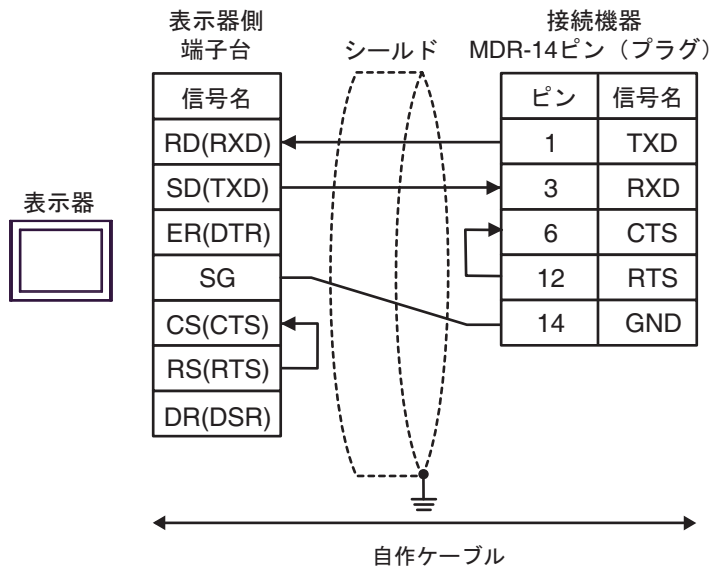 表示器側
端子台
シールド
接続機器
MDR-14ピン（プラグ）
信号名
ピン 信号名
RD(RXD)
1 TXD
SD(TXD)
3 RXD
表示器
ER(DTR)
6 CTS
SG
12 RTS
CS(CTS)
14 GND
RS(RTS)
DR(DSR)
自作ケーブル